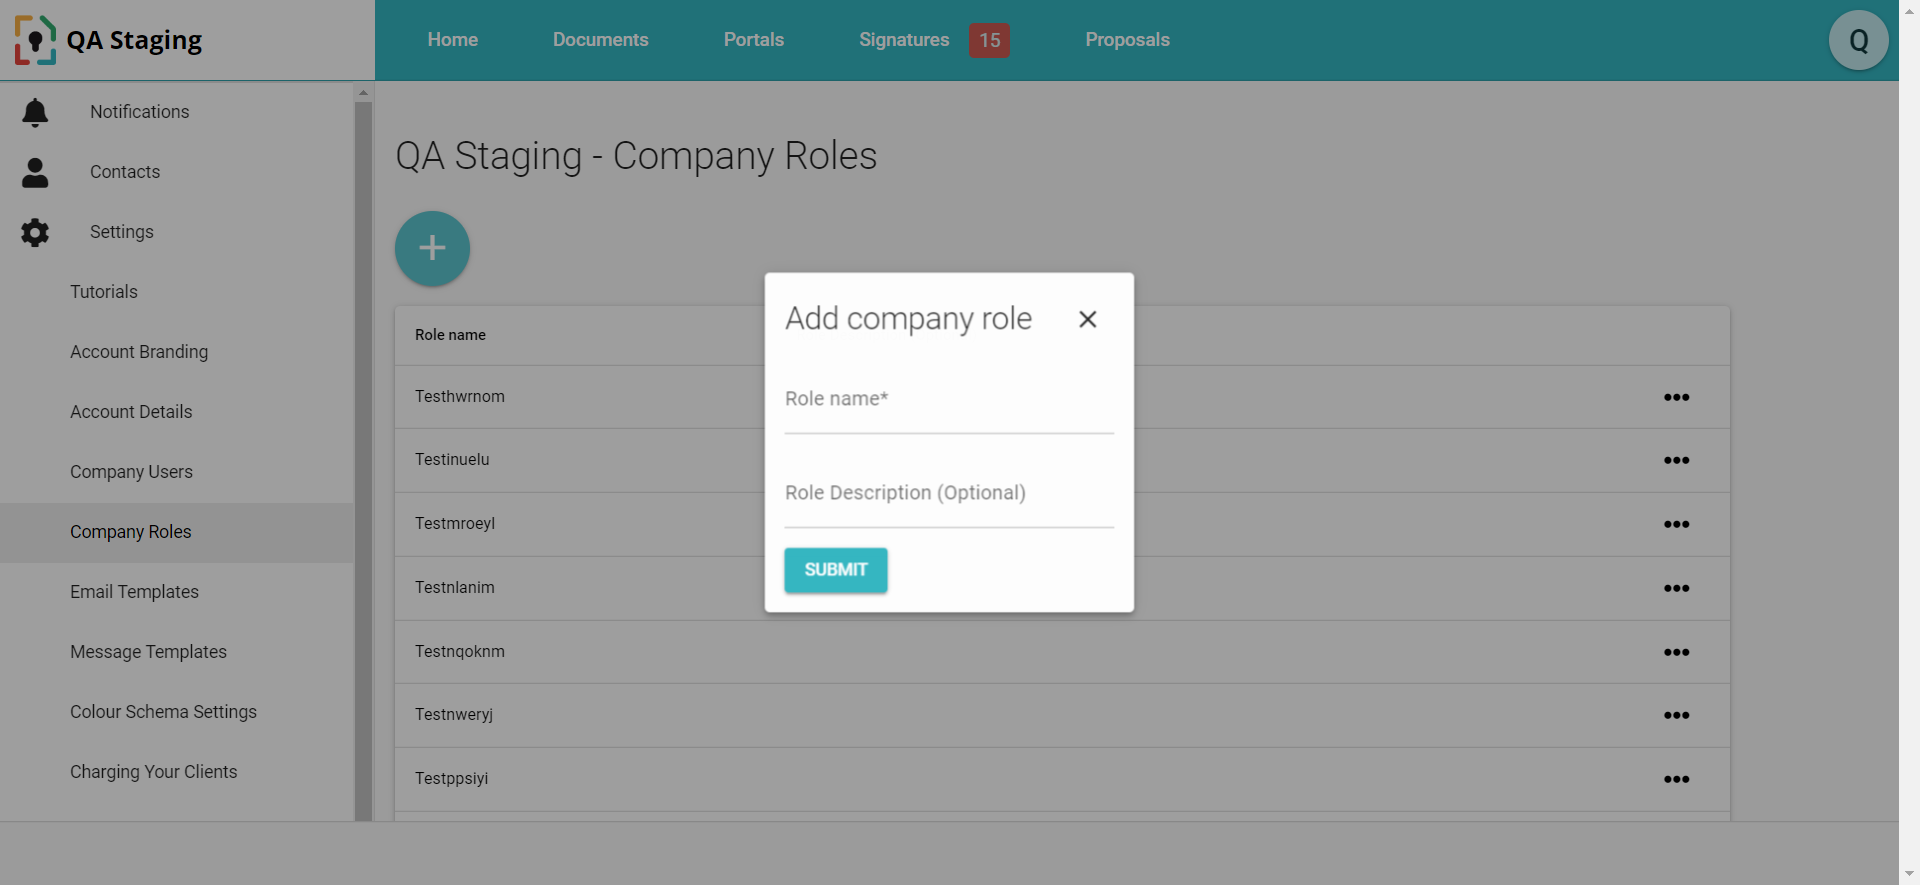 QA Staging
Home
Documents
Portals
Signatures 15
Proposals
Q
Notifications
Contacts
Settings
Tutorials
Account Branding
Account Details
Company Users
Company Roles
Email Templates
Message Templates
Colour Schema Settings
Charging Your Clients
QA Staging - Company Roles
Role name
Testhwrnom
Testinuelu
Testmroeyl
Testnlanim
Testnqoknm
Testnweryj
Testppsiyi
Add company role
Role name*
Role Description (Optional)
SUBMIT